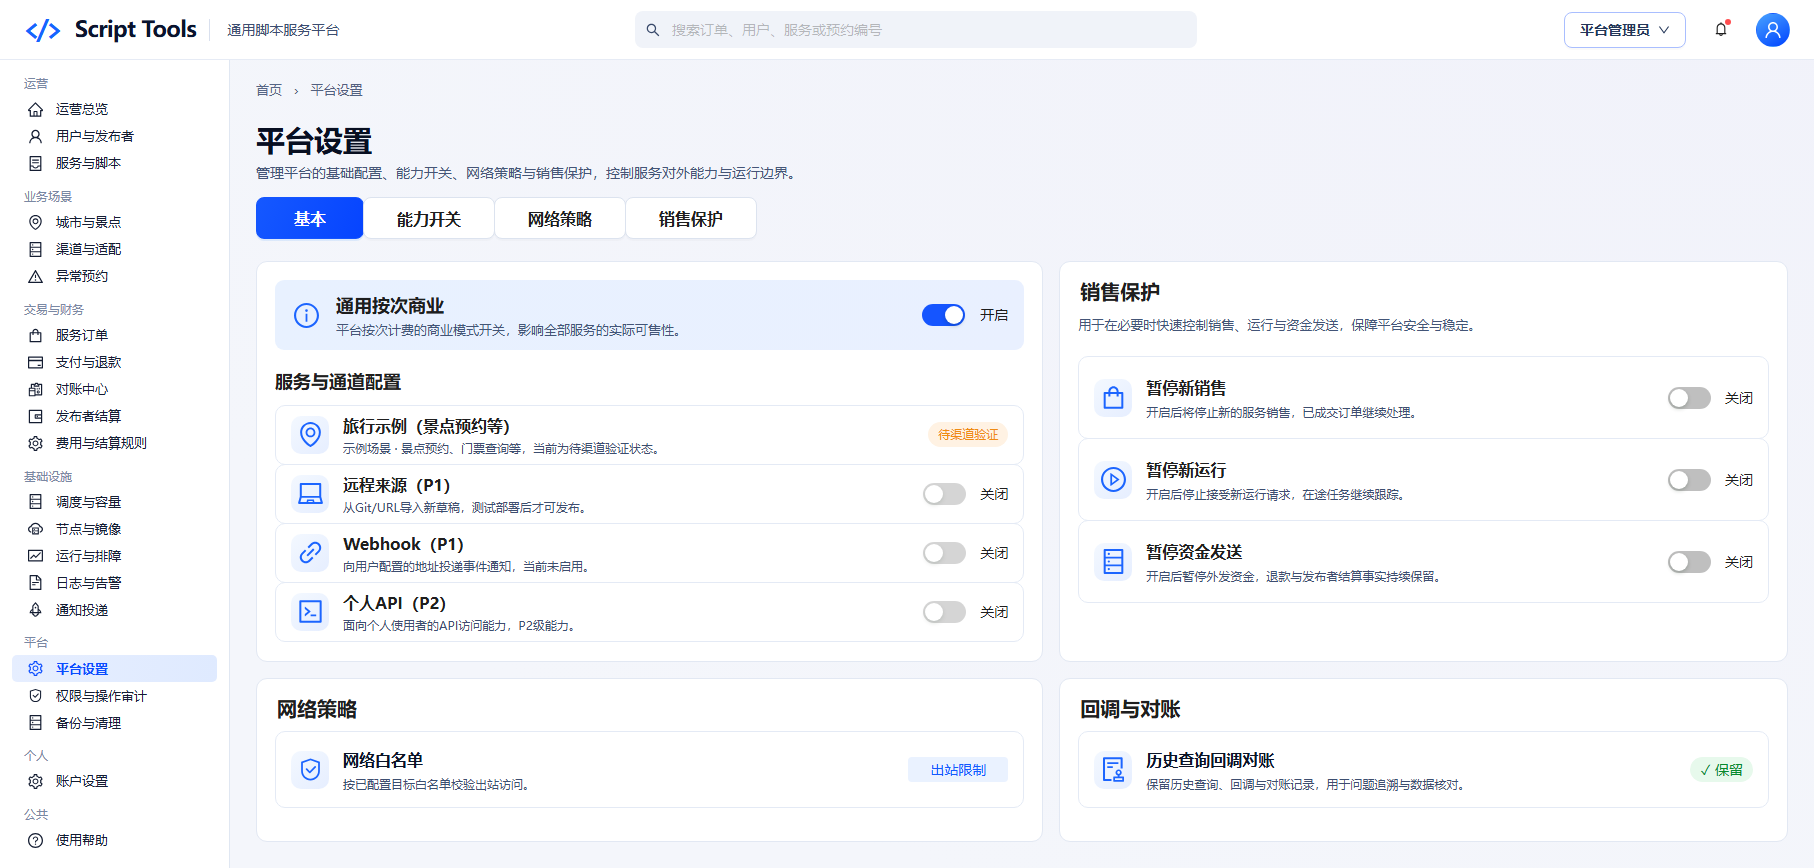 </> Script Tools
通用脚本服务平台
搜索订单、用户、服务或预约编号
平台管理员
运营
运营总览
用户与发布者
服务与脚本
业务场景
城市与景点
渠道与适配
异常预约
交易与财务
服务订单
支付与退款
对账中心
发布者结算
费用与结算规则
基础设施
调度与容量
节点与镜像
运行与排障
日志与告警
通知投递
平台
平台设置
权限与操作审计
备份与清理
个人
账户设置
公共
使用帮助
首页 › 平台设置
平台设置
管理平台的基础配置、能力开关、网络策略与销售保护，控制服务对外能力与运行边界。
基本
能力开关
网络策略
销售保护
通用按次商业
平台按次计费的商业模式开关，影响全部服务的实际可售性。
开启
服务与通道配置
旅行示例（景点预约等）
示例场景 · 景点预约、门票查询等，当前为待渠道验证状态。
待渠道验证
远程来源（P1）
从Git/URL导入新草稿，测试部署后才可发布。
关闭
Webhook（P1）
向用户配置的地址投递事件通知，当前未启用。
关闭
个人API（P2）
面向个人使用者的API访问能力，P2级能力。
关闭
销售保护
用于在必要时快速控制销售、运行与资金发送，保障平台安全与稳定。
暂停新销售
开启后将停止新的服务销售，已成交订单继续处理。
关闭
暂停新运行
开启后停止接受新运行请求，在途任务继续跟踪。
关闭
暂停资金发送
开启后暂停外发资金，退款与发布者结算事实持续保留。
关闭
网络策略
网络白名单
按已配置目标白名单校验出站访问。
出站限制
回调与对账
历史查询回调对账
保留历史查询、回调与对账记录，用于问题追溯与数据核对。
✓ 保留